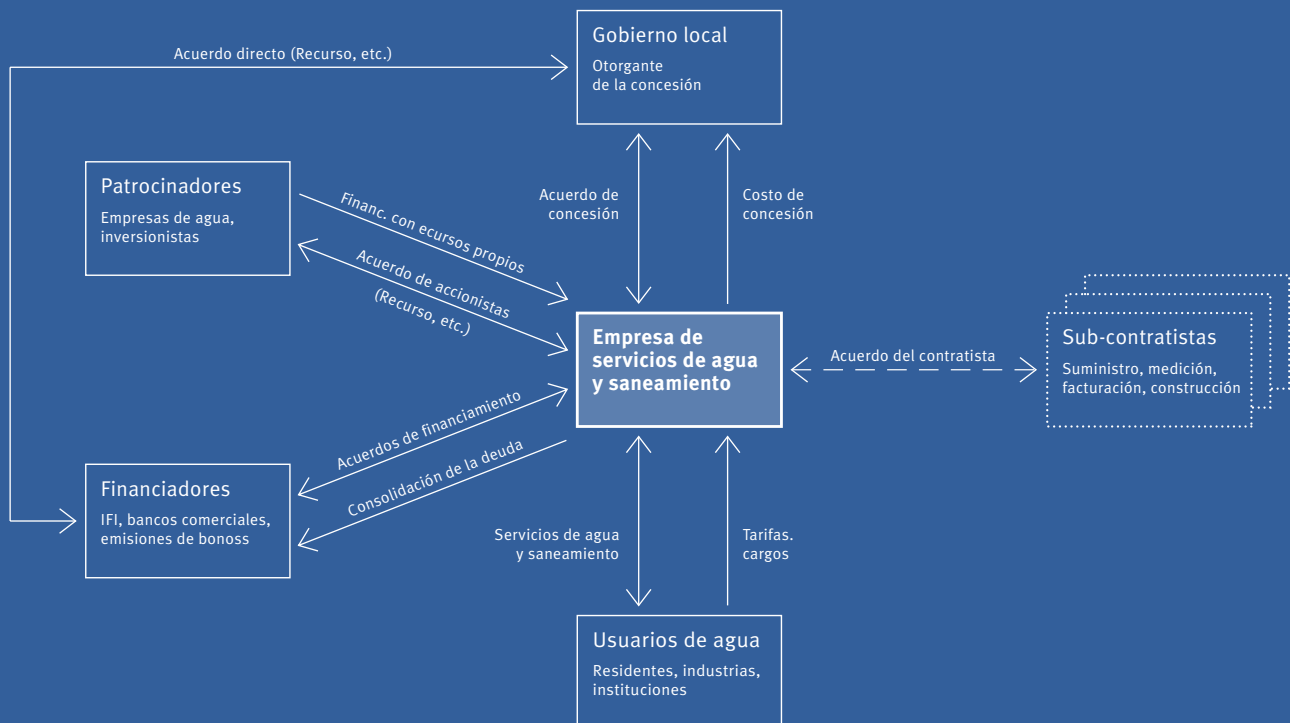 Gobierno local
Otorgante
de la concesión
Acuerdo directo (Recurso, etc.)
Patrocinadores
Empresas de agua,
inversionistas
Financ. con ecursos propios
Acuerdo de accionistas
(Recurso, etc.)
Acuerdo de
concesión
Costo de
concesión
Empresa de
servicios de agua
y saneamiento
Acuerdo del contratista
Sub-contratistas
Suministro, medición,
facturación, construcción
Acuerdos de financiamiento
Consolidación de la deuda
Financiadores
IFI, bancos comerciales,
emisiones de bonoss
Servicios de agua
y saneamiento
Tarifas.
cargos
Usuarios de agua
Residentes, industrias,
instituciones